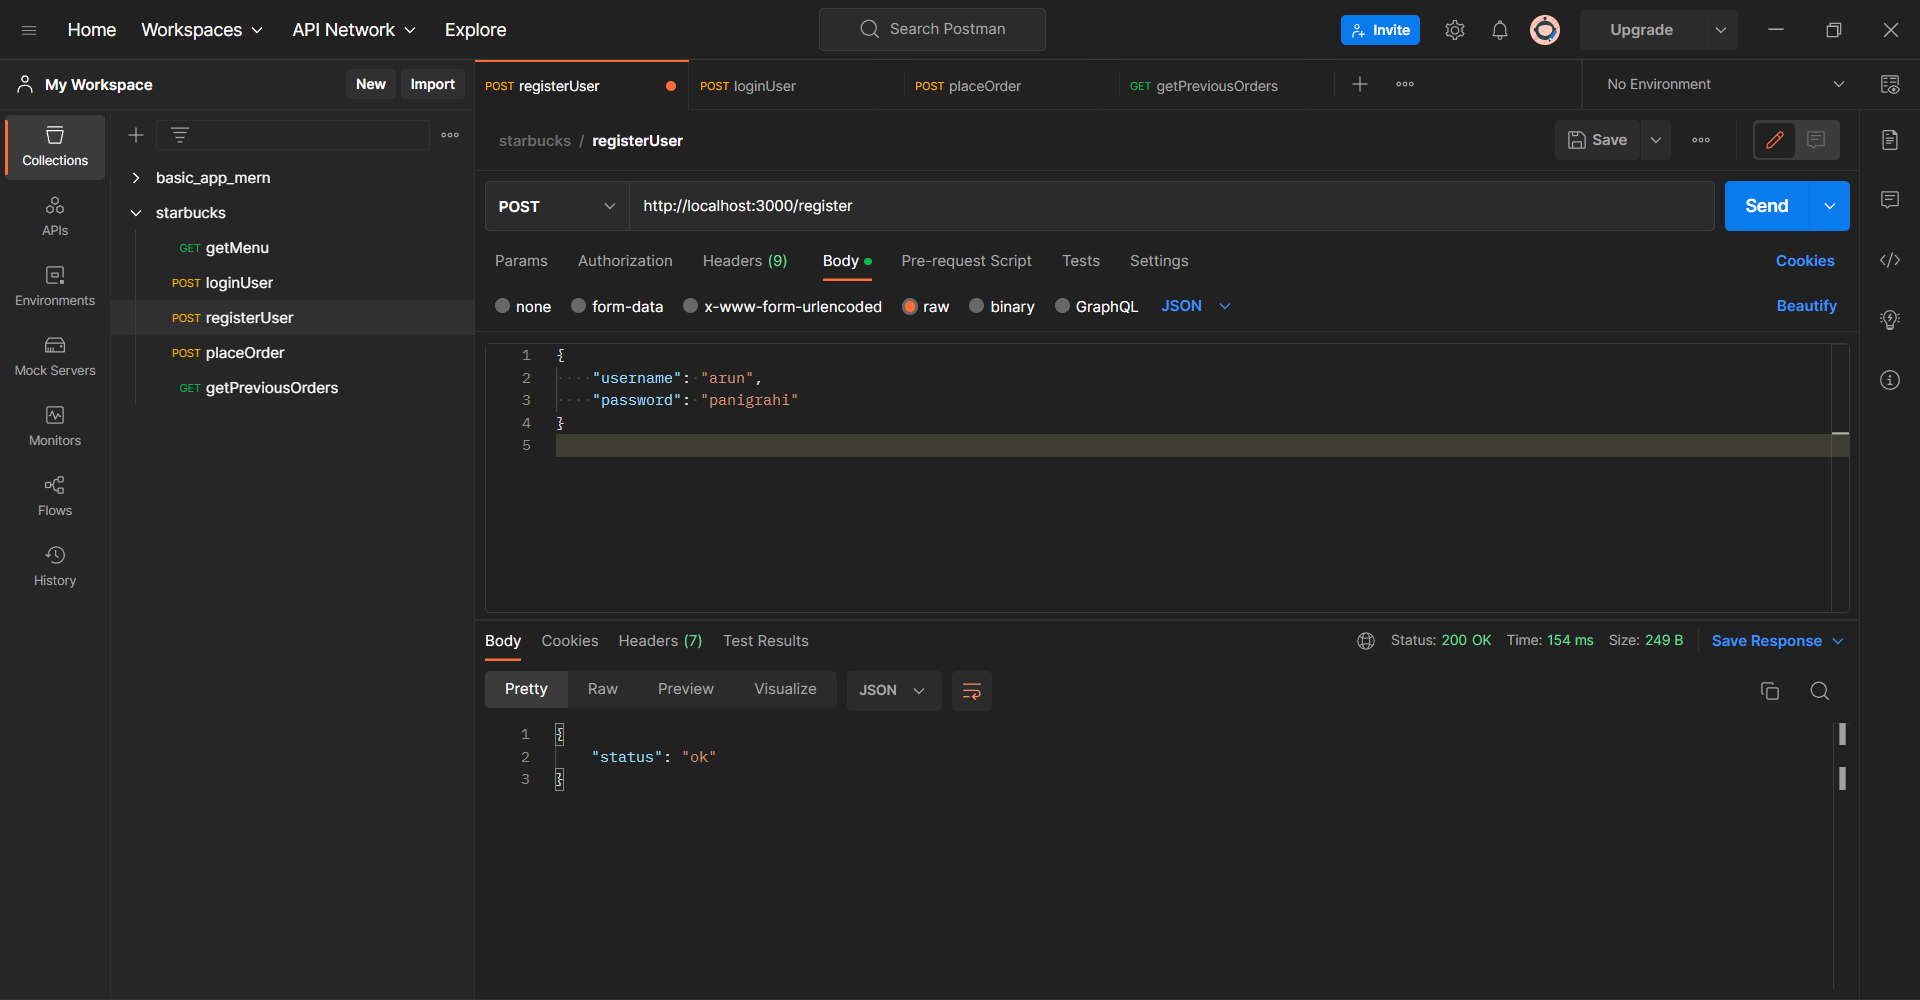 Home Workspaces API Network Explore Search Postman Invite Upgrade
My Workspace New Import
POST registerUser POST loginUser POST placeOrder GET getPreviousOrders No Environment
Collections
APIs
Environments
Mock Servers
Monitors
Flows
History
basic_app_mern
starbucks
GET getMenu
POST loginUser
POST registerUser
POST placeOrder
GET getPreviousOrders
starbucks / registerUser Save
POST http://localhost:3000/register Send
Params Authorization Headers (9) Body Pre-request Script Tests Settings Cookies
none form-data x-www-form-urlencoded raw binary GraphQL JSON Beautify
1 {
2 ····"username":·"arun",
3 ····"password":·"panigrahi"
4 }
5
Body Cookies Headers (7) Test Results Status: 200 OK Time: 154 ms Size: 249 B Save Response
Pretty Raw Preview Visualize JSON
1 {
2 "status": "ok"
3 }